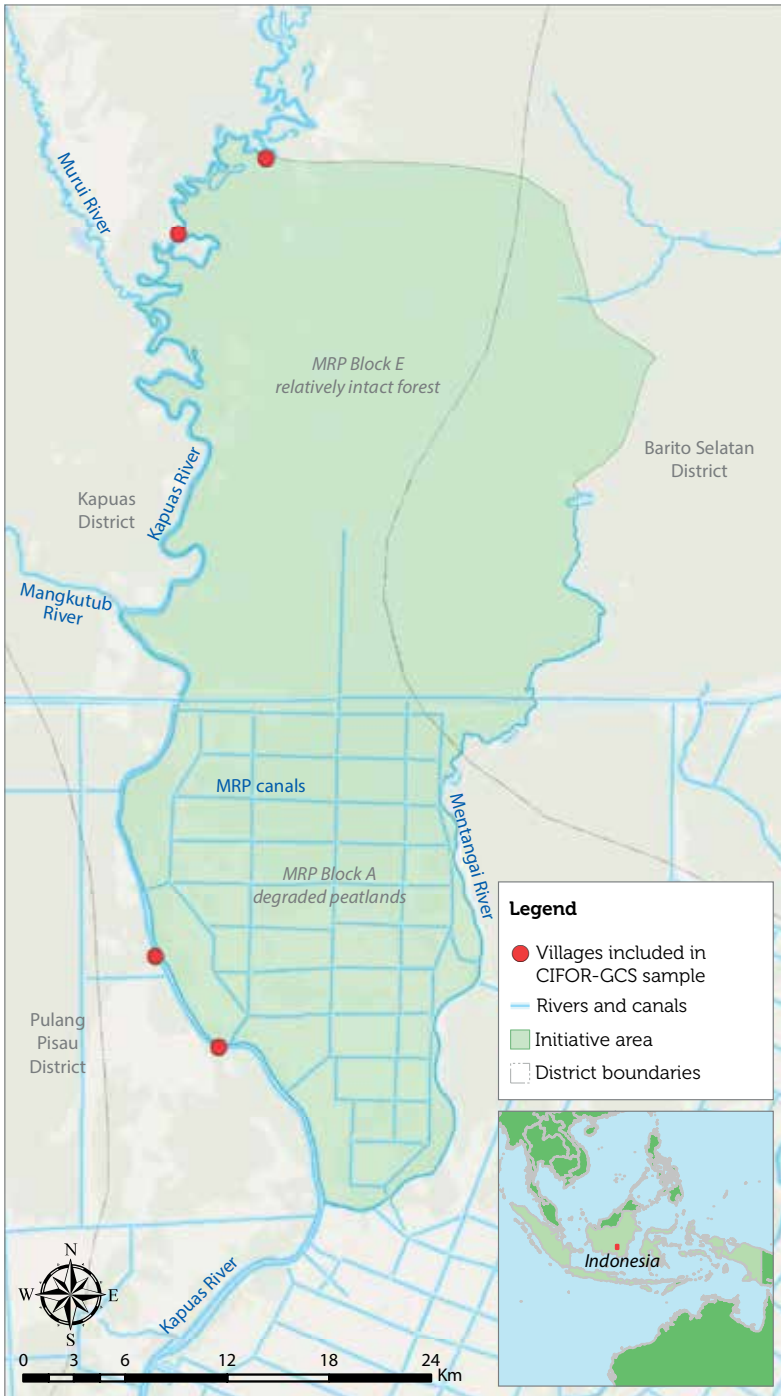 Murui River
MRP Block E
relatively intact forest
Barito Selatan
District
Kapuas River
Kapuas
District
Mangkutub
River
MRP canals
Mentangai River
MRP Block A
degraded peatlands
Pulang
Pisau
District
Legend
Villages included in
CIFOR-GCS sample
Rivers and canals
Initiative area
District boundaries
Indonesia
Kapuas River
N
W E
S
0 3 6 12 18 24
Km